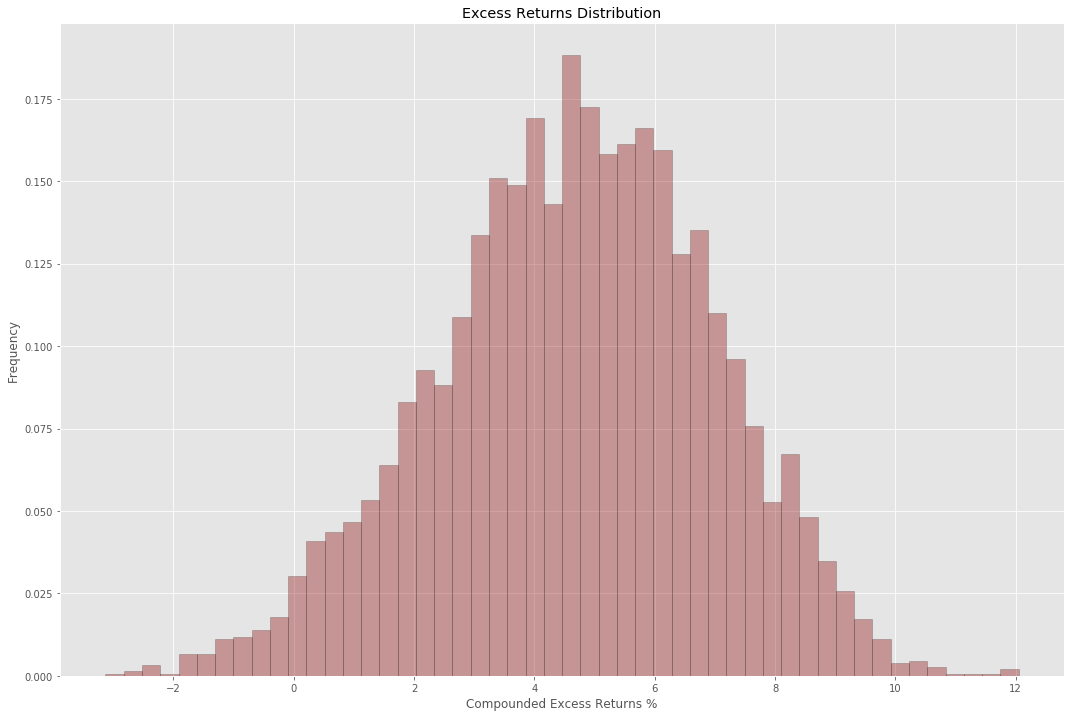 Excess Returns Distribution
0.175
0.150
0.125
0.100
0.075
0.050
0.025
0.000
Frequency
−2 0 2 4 6 8 10 12
Compounded Excess Returns %